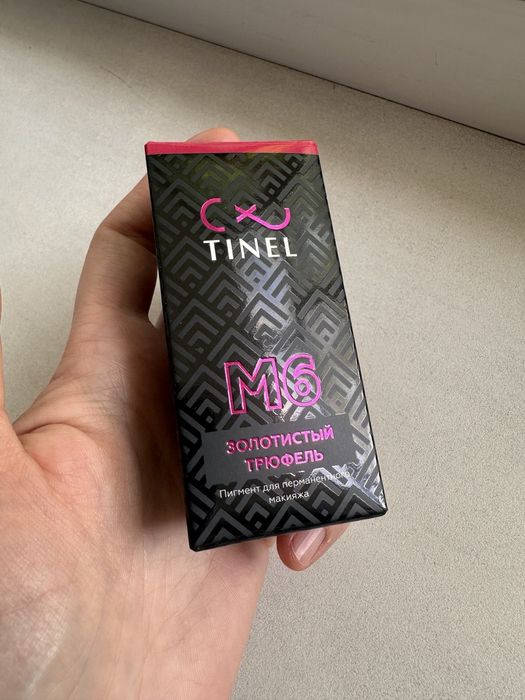 TINEL
M6
ЗОЛОТИСТЫЙ
ТРЮФЕЛЬ
Пигмент для перманентного
макияжа